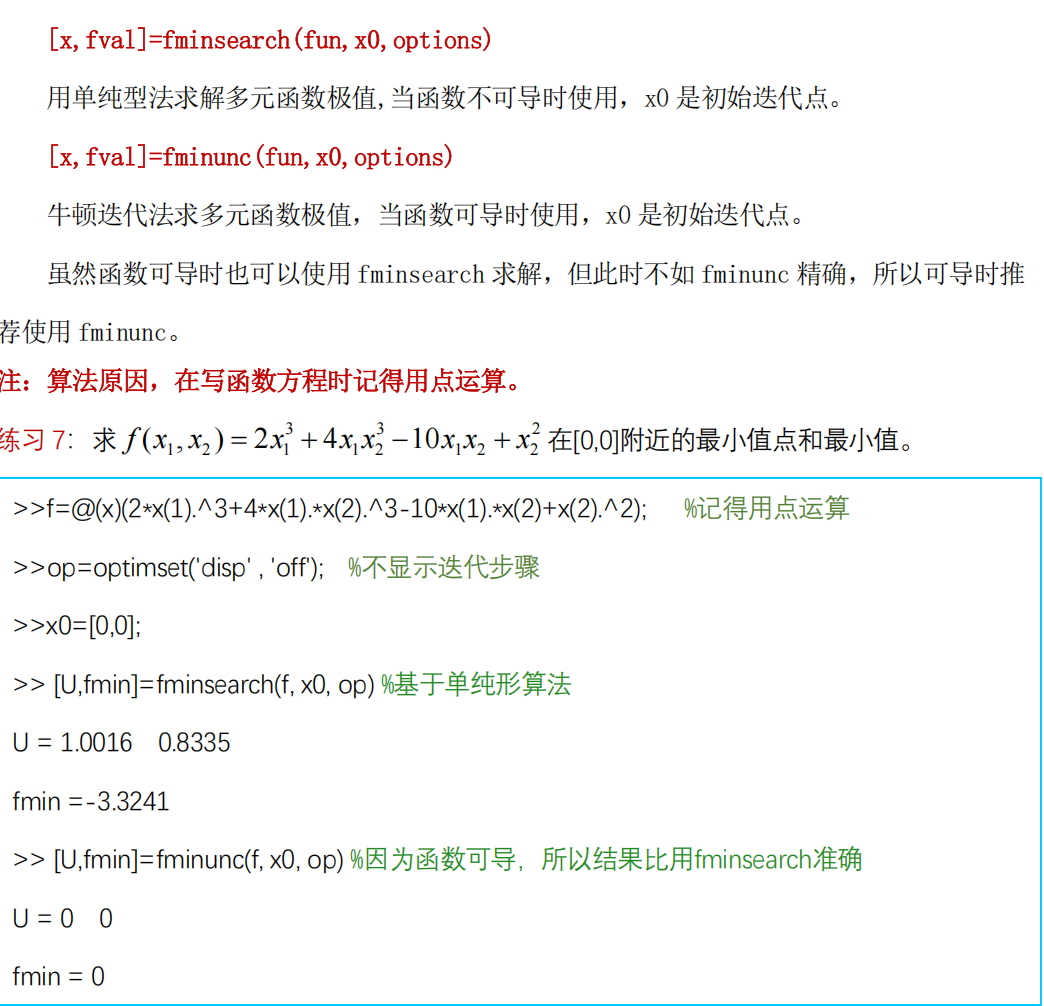 [x,fval]=fminsearch(fun,x0,options)
用单纯型法求解多元函数极值,当函数不可导时使用，x0 是初始迭代点。
[x,fval]=fminunc(fun,x0,options)
牛顿迭代法求多元函数极值，当函数可导时使用，x0 是初始迭代点。
虽然函数可导时也可以使用 fminsearch 求解，但此时不如 fminunc 精确，所以可导时推
荐使用 fminunc。
注：算法原因，在写函数方程时记得用点运算。
练习 7：求 f(x₁,x₂)=2x₁³+4x₁x₂³−10x₁x₂+x₂² 在[0,0]附近的最小值点和最小值。
>>f=@(x)(2*x(1).^3+4*x(1).*x(2).^3-10*x(1).*x(2)+x(2).^2); %记得用点运算
>>op=optimset('disp' , 'off'); %不显示迭代步骤
>>x0=[0,0];
>> [U,fmin]=fminsearch(f, x0, op) %基于单纯形算法
U = 1.0016 0.8335
fmin =-3.3241
>> [U,fmin]=fminunc(f, x0, op) %因为函数可导，所以结果比用fminsearch准确
U = 0 0
fmin = 0